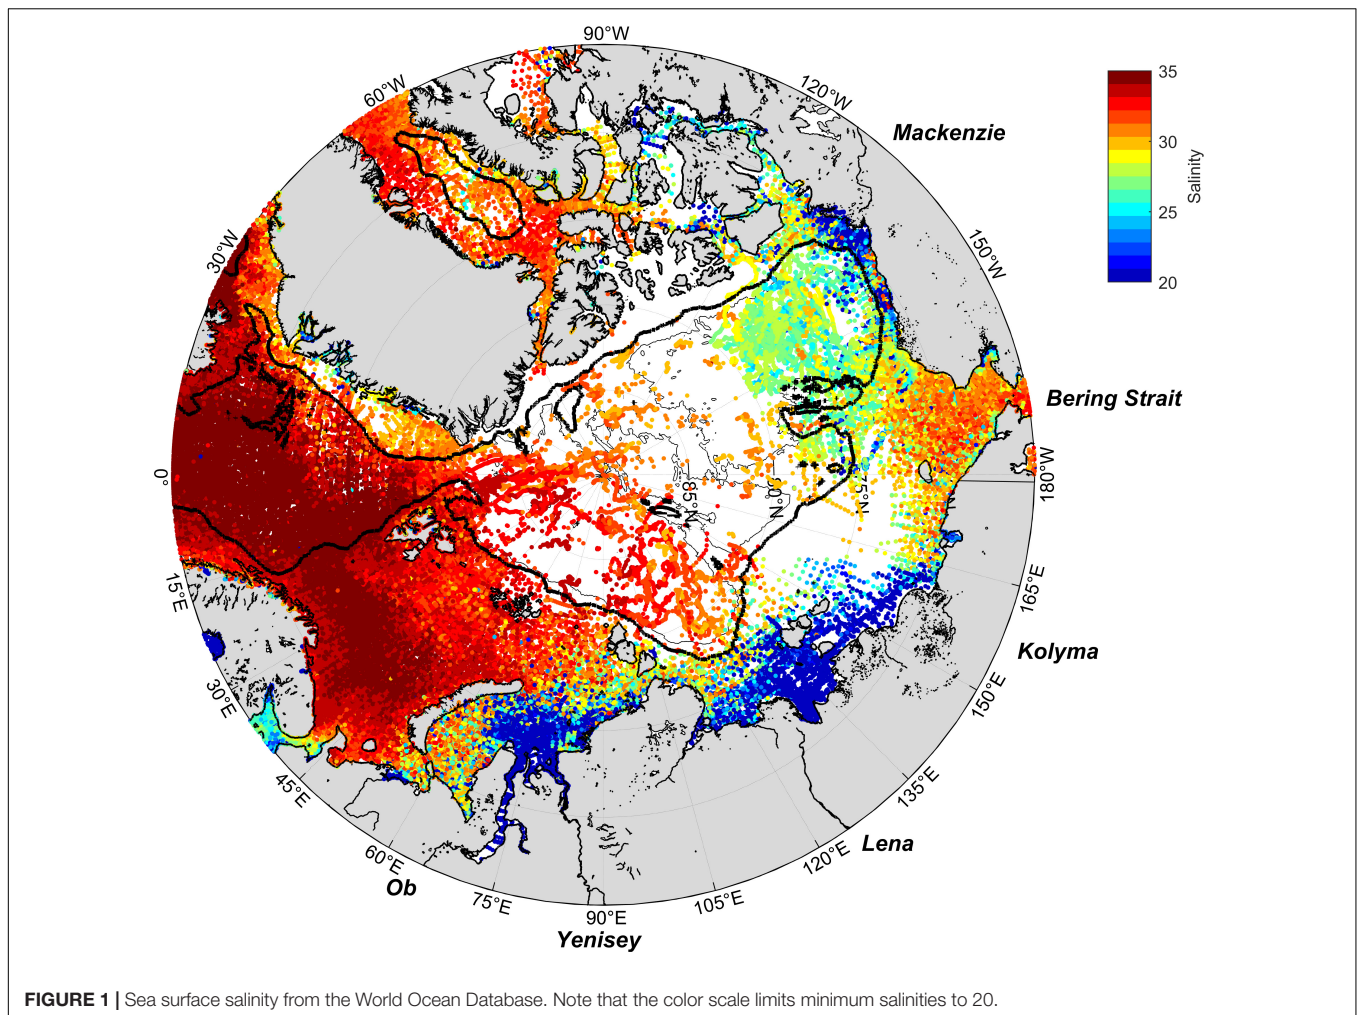 90°W
60°W
120°W
Mackenzie
35
30
Salinity
25
20
30°W
150°W
Bering Strait
0°
85°N
80°N
75°N
180°W
15°E
165°E
Kolyma
30°E
150°E
45°E
135°E
60°E
120°E
Lena
Ob
75°E
105°E
90°E
Yenisey
FIGURE 1 | Sea surface salinity from the World Ocean Database. Note that the color scale limits minimum salinities to 20.